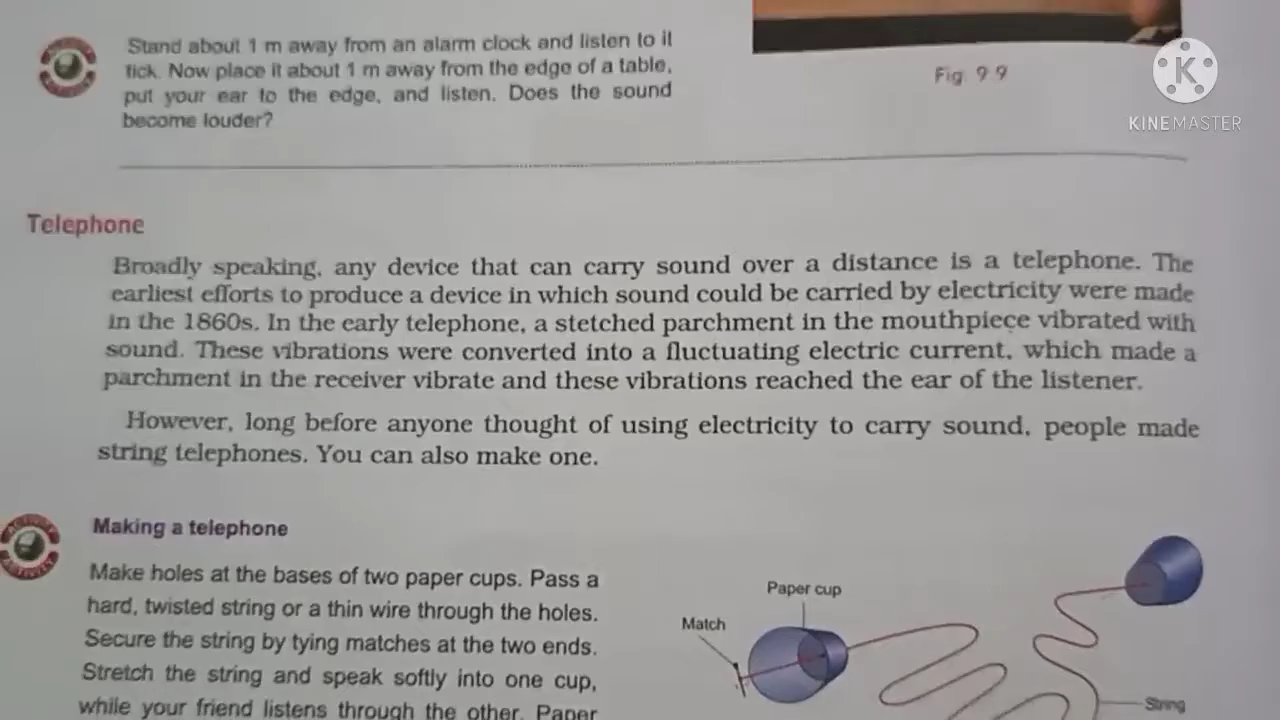 Stand about 1 m away from an alarm clock and listen to it
tick. Now place it about 1 m away from the edge of a table,
put your ear to the edge, and listen. Does the sound
become louder?
Fig 9 9
KINEMASTER
Telephone
Broadly speaking, any device that can carry sound over a distance is a telephone. The
earliest efforts to produce a device in which sound could be carried by electricity were made
in the 1860s. In the early telephone, a stetched parchment in the mouthpiece vibrated with
sound. These vibrations were converted into a fluctuating electric current, which made a
parchment in the receiver vibrate and these vibrations reached the ear of the listener.
However, long before anyone thought of using electricity to carry sound, people made
string telephones. You can also make one.
ACTIVITY
Making a telephone
Make holes at the bases of two paper cups. Pass a
hard, twisted string or a thin wire through the holes.
Secure the string by tying matches at the two ends.
Stretch the string and speak softly into one cup,
while your friend listens through the other. Paper
Paper cup
Match
String